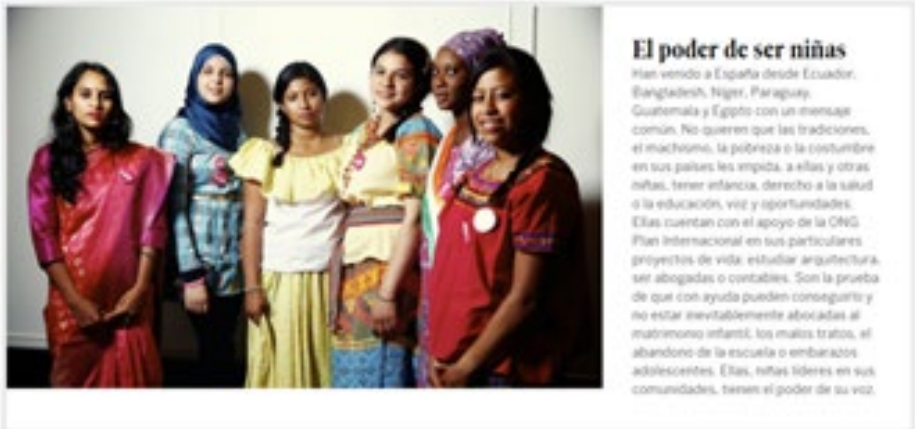 El poder de ser niñas
Han venido a España desde Ecuador,
Bangladesh, Níger, Paraguay,
Guatemala y Egipto con un mensaje
común. No quieren que las tradiciones,
el machismo, la pobreza o la costumbre
en sus países les impida, a ellas y otras
niñas, tener infancia, derecho a la salud
o la educación, voz y oportunidades.
Ellas cuentan con el apoyo de la ONG
Plan Internacional en sus particulares
proyectos de vida: estudiar arquitectura,
ser abogadas o contables. Son la prueba
de que con ayuda pueden conseguirlo y
no estar inevitablemente abocadas al
matrimonio infantil, los malos tratos, el
abandono de la escuela o embarazos
adolescentes. Ellas, niñas líderes en sus
comunidades, tienen el poder de su voz.